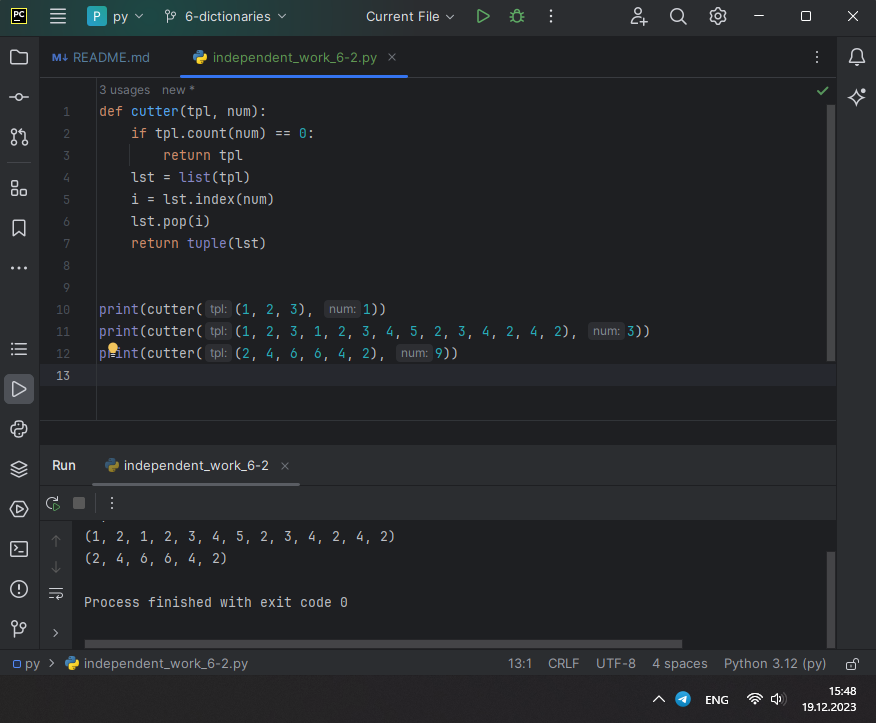 PC P py 6-dictionaries Current File
M↓ README.md independent_work_6-2.py
3 usages new *
1 def cutter(tpl, num):
2     if tpl.count(num) == 0:
3         return tpl
4     lst = list(tpl)
5     i = lst.index(num)
6     lst.pop(i)
7     return tuple(lst)
8
9
10 print(cutter( tpl: (1, 2, 3), num: 1))
11 print(cutter( tpl: (1, 2, 3, 1, 2, 3, 4, 5, 2, 3, 4, 2, 4, 2), num: 3))
12 print(cutter( tpl: (2, 4, 6, 6, 4, 2), num: 9))
13
Run independent_work_6-2
(1, 2, 1, 2, 3, 4, 5, 2, 3, 4, 2, 4, 2)
(2, 4, 6, 6, 4, 2)
Process finished with exit code 0
py independent_work_6-2.py 13:1 CRLF UTF-8 4 spaces Python 3.12 (py)
ENG 15:48
19.12.2023